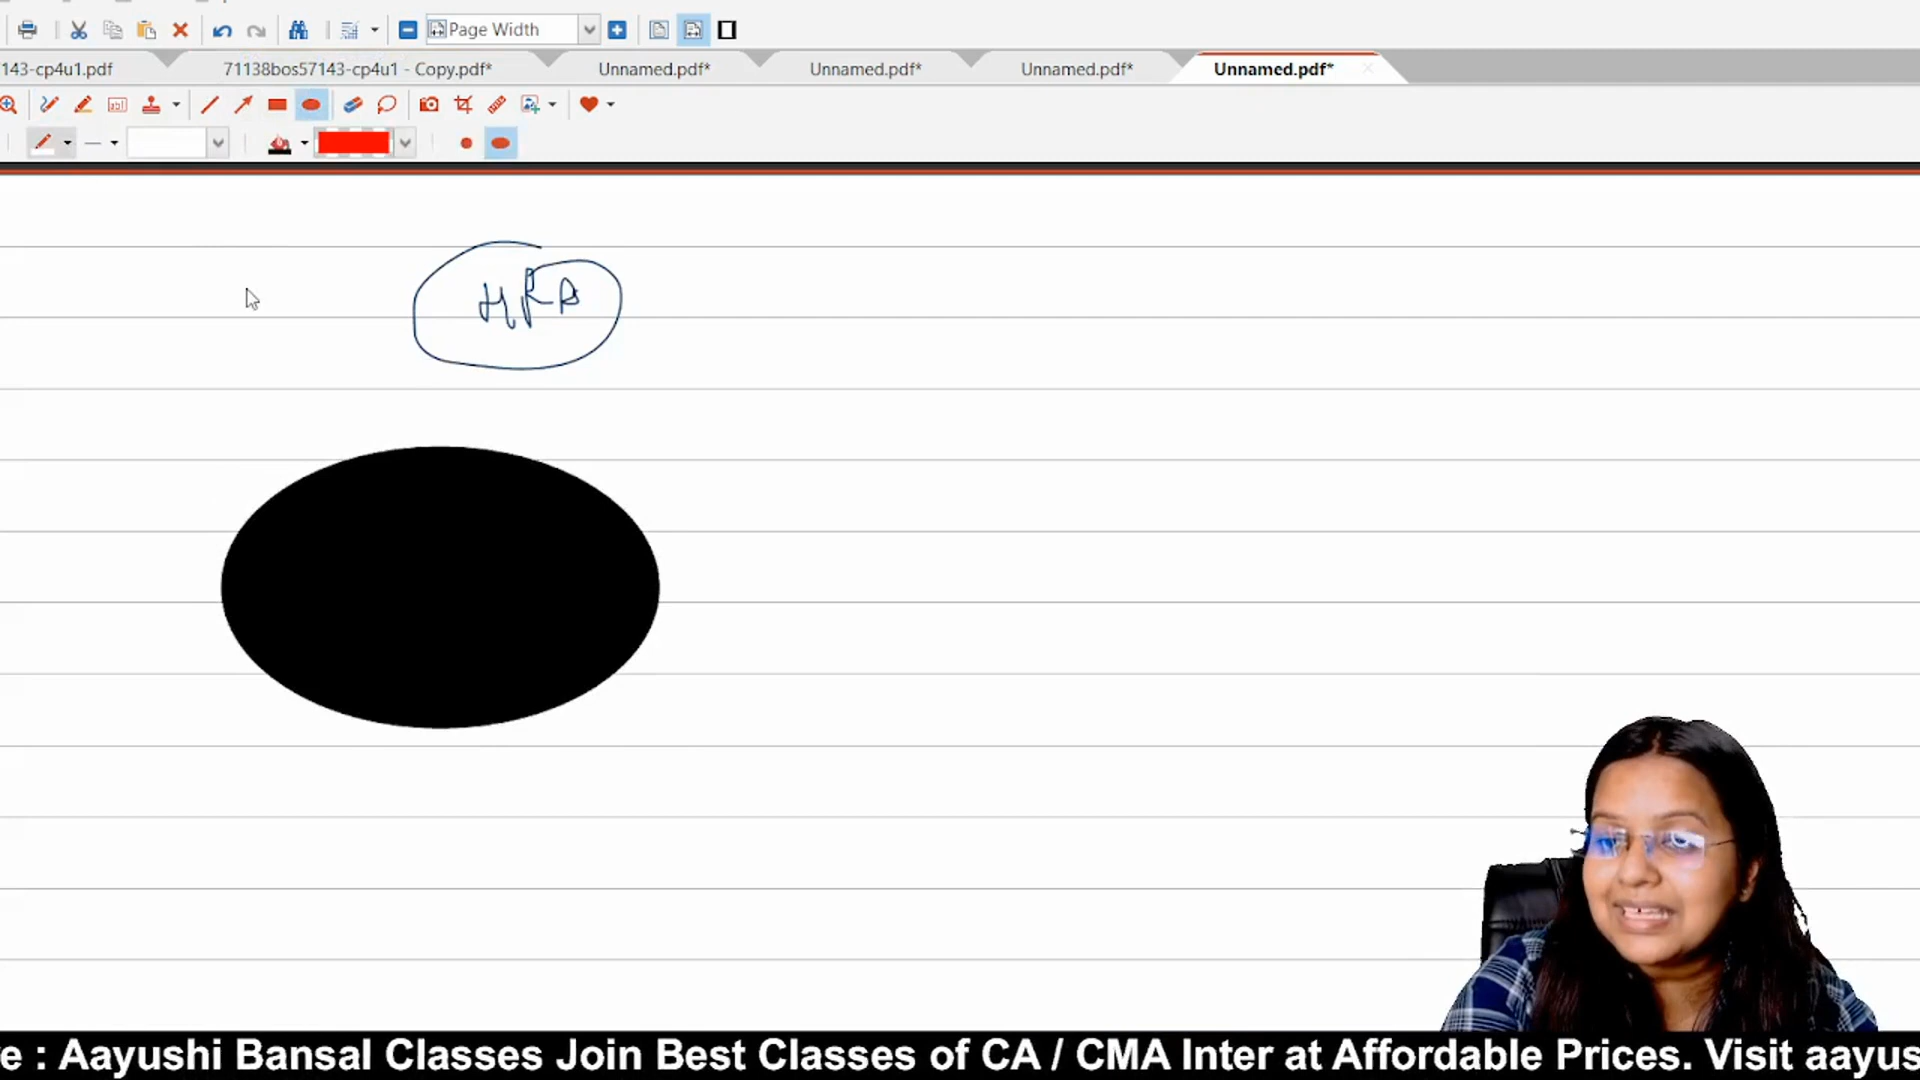 Page Width
143-cp4u1.pdf
71138bos57143-cp4u1 - Copy.pdf*
Unnamed.pdf*
Unnamed.pdf*
Unnamed.pdf*
Unnamed.pdf*
HRA
e : Aayushi Bansal Classes Join Best Classes of CA / CMA Inter at Affordable Prices. Visit aayus